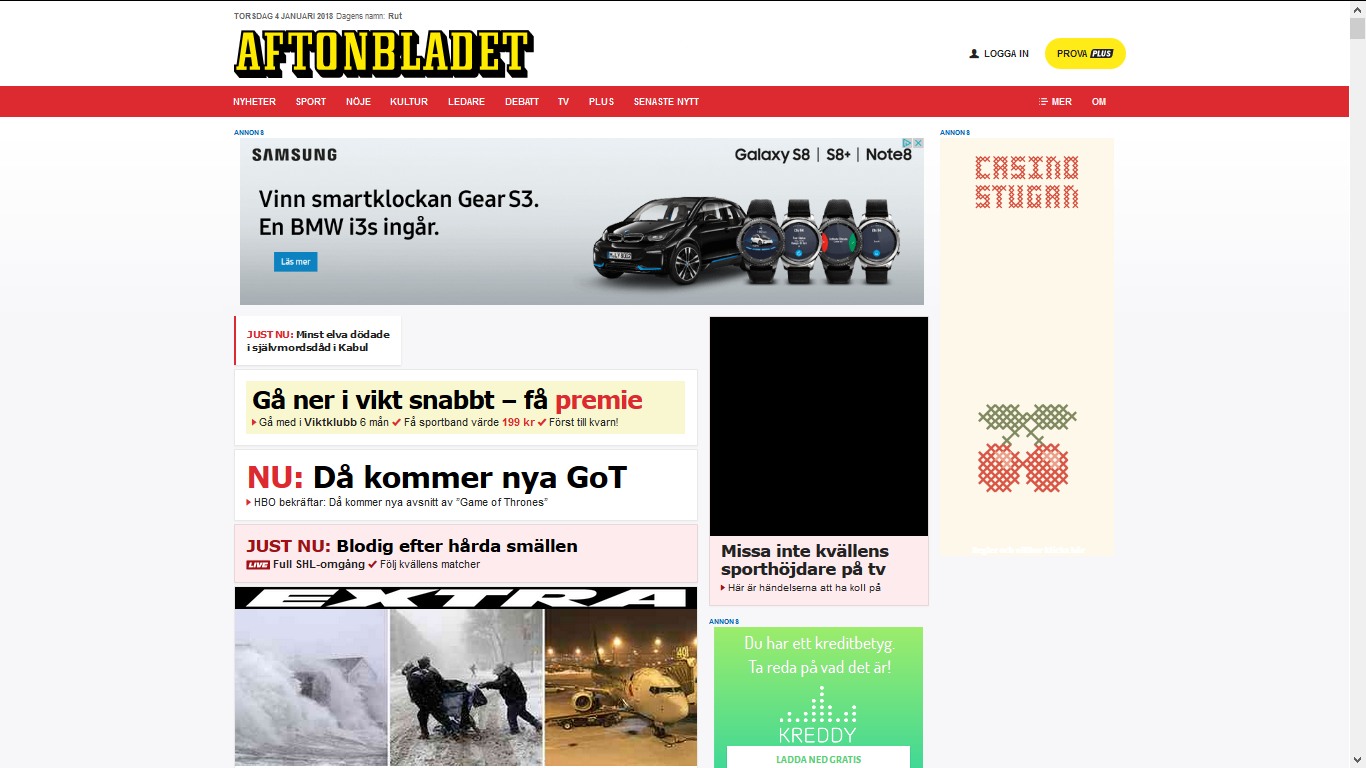 TORSDAG 4 JANUARI 2018 Dagens namn: Rut
AFTONBLADET
LOGGA IN
PROVA PLUS
NYHETER SPORT NÖJE KULTUR LEDARE DEBATT TV PLUS SENASTE NYTT MER OM
ANNONS
SAMSUNG
Galaxy S8 | S8+ | Note8
Vinn smartklockan Gear S3.
En BMW i3s ingår.
Läs mer
ANNONS
CASINO
STUGAN
JUST NU: Minst elva dödade
i självmordsdåd i Kabul
Gå ner i vikt snabbt – få premie
Gå med i Viktklubb 6 mån ✔ Få sportband värde 199 kr ✔ Först till kvarn!
NU: Då kommer nya GoT
HBO bekräftar: Då kommer nya avsnitt av ”Game of Thrones”
JUST NU: Blodig efter hårda smällen
LIVE Full SHL-omgång ✔ Följ kvällens matcher
EXTRA
Missa inte kvällens
sporthöjdare på tv
Här är händelserna att ha koll på
ANNONS
Du har ett kreditbetyg.
Ta reda på vad det är!
KREDDY
LADDA NED GRATIS